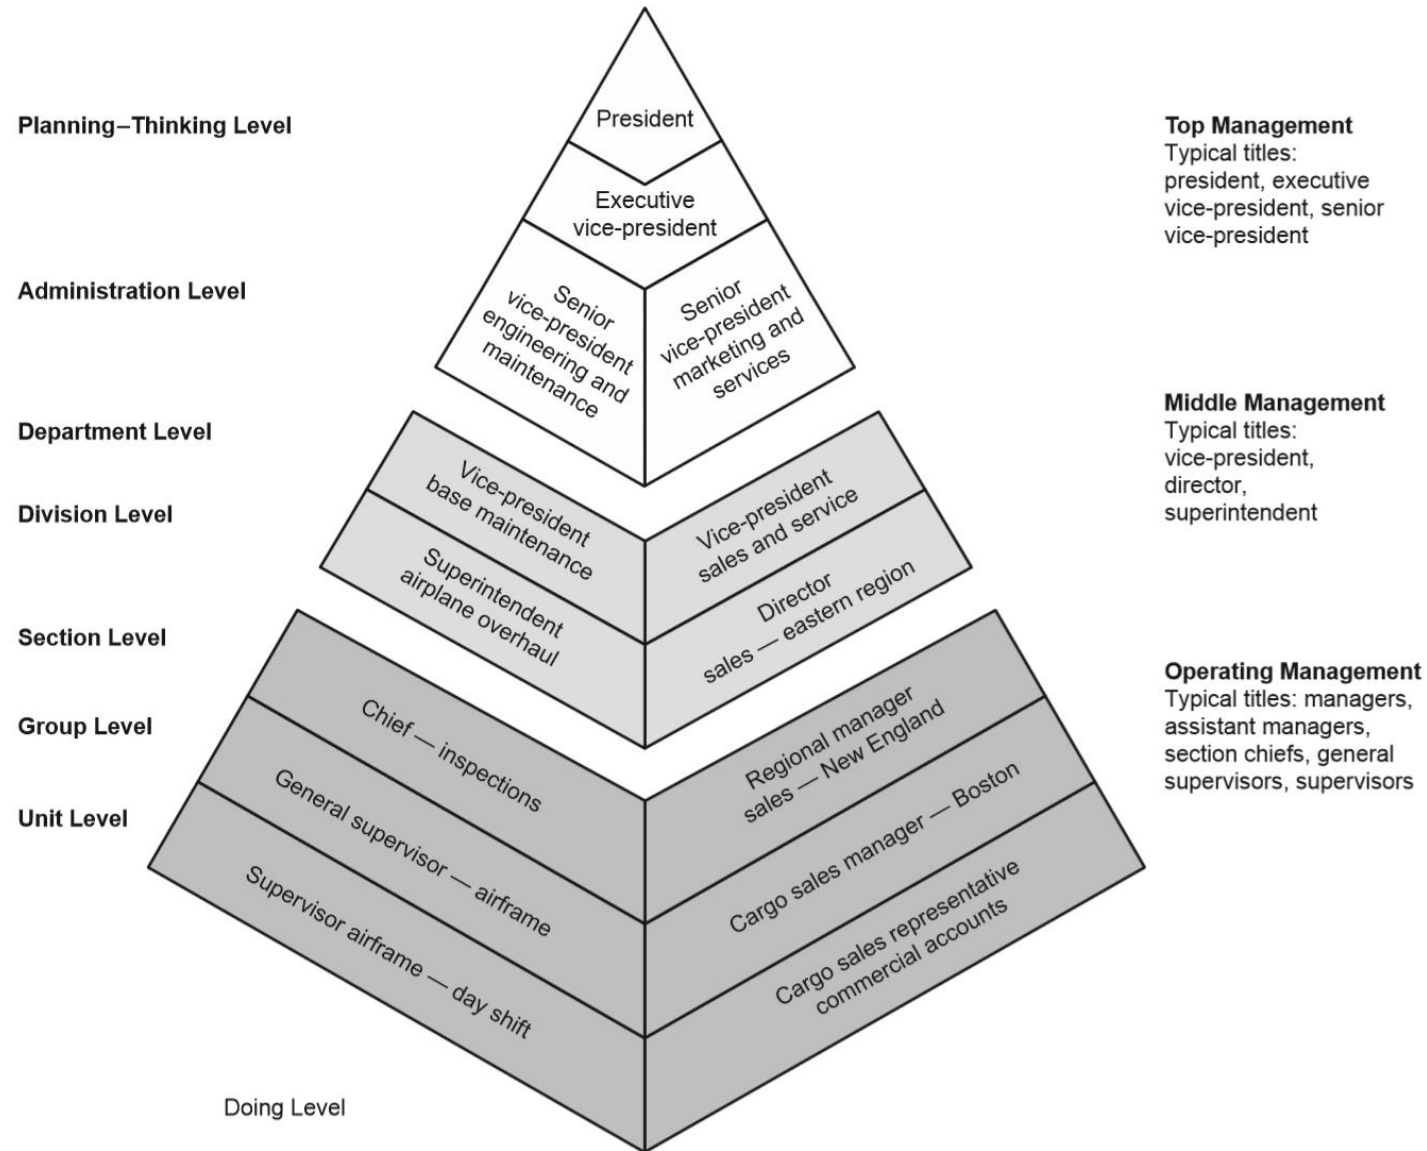 Planning–Thinking Level
Administration Level
Department Level
Division Level
Section Level
Group Level
Unit Level
Doing Level
President
Executive
vice-president
Senior
vice-president
engineering and
maintenance
Senior
vice-president
marketing and
services
Vice-president
base maintenance
Vice-president
sales and service
Superintendent
airplane overhaul
Director
sales — eastern region
Chief — inspections
Regional manager
sales — New England
General supervisor — airframe
Cargo sales manager — Boston
Supervisor airframe — day shift
Cargo sales representative
commercial accounts
Top Management
Typical titles:
president, executive
vice-president, senior
vice-president
Middle Management
Typical titles:
vice-president,
director,
superintendent
Operating Management
Typical titles: managers,
assistant managers,
section chiefs, general
supervisors, supervisors